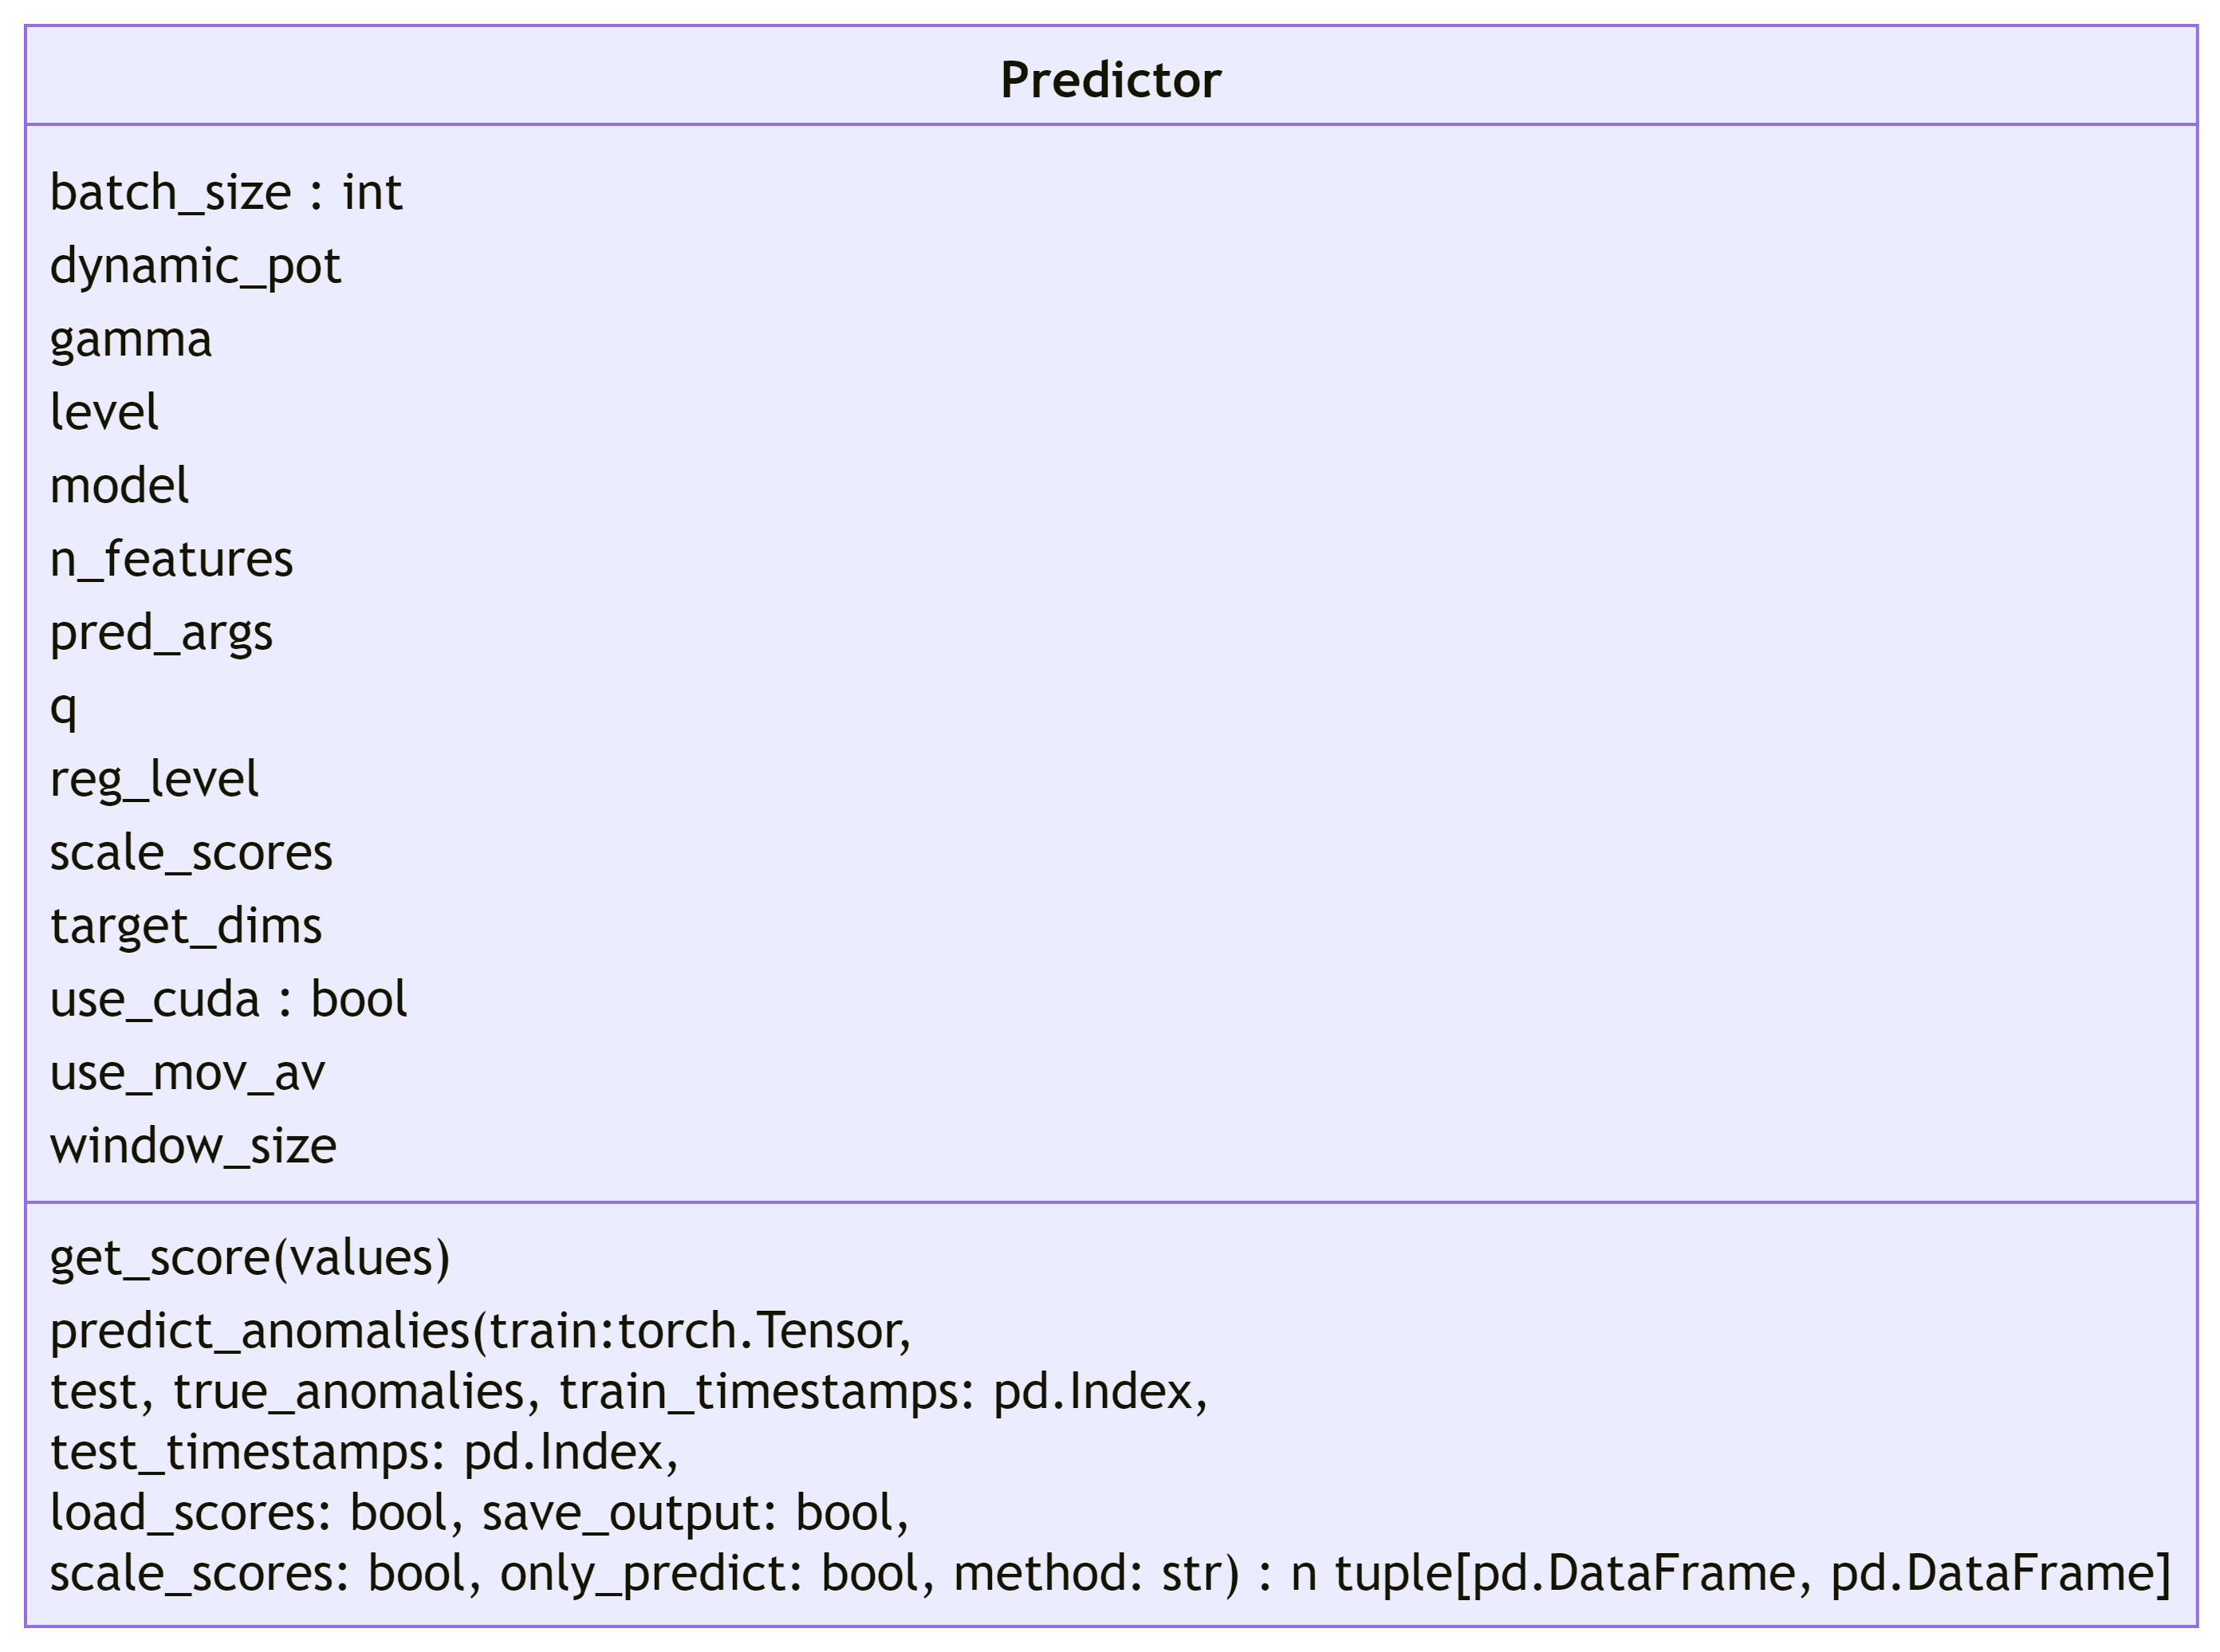 Predictor
batch_size : int
dynamic_pot
gamma
level
model
n_features
pred_args
q
reg_level
scale_scores
target_dims
use_cuda : bool
use_mov_av
window_size
get_score(values)
predict_anomalies(train:torch.Tensor,
test, true_anomalies, train_timestamps: pd.Index,
test_timestamps: pd.Index,
load_scores: bool, save_output: bool,
scale_scores: bool, only_predict: bool, method: str) : n tuple[pd.DataFrame, pd.DataFrame]